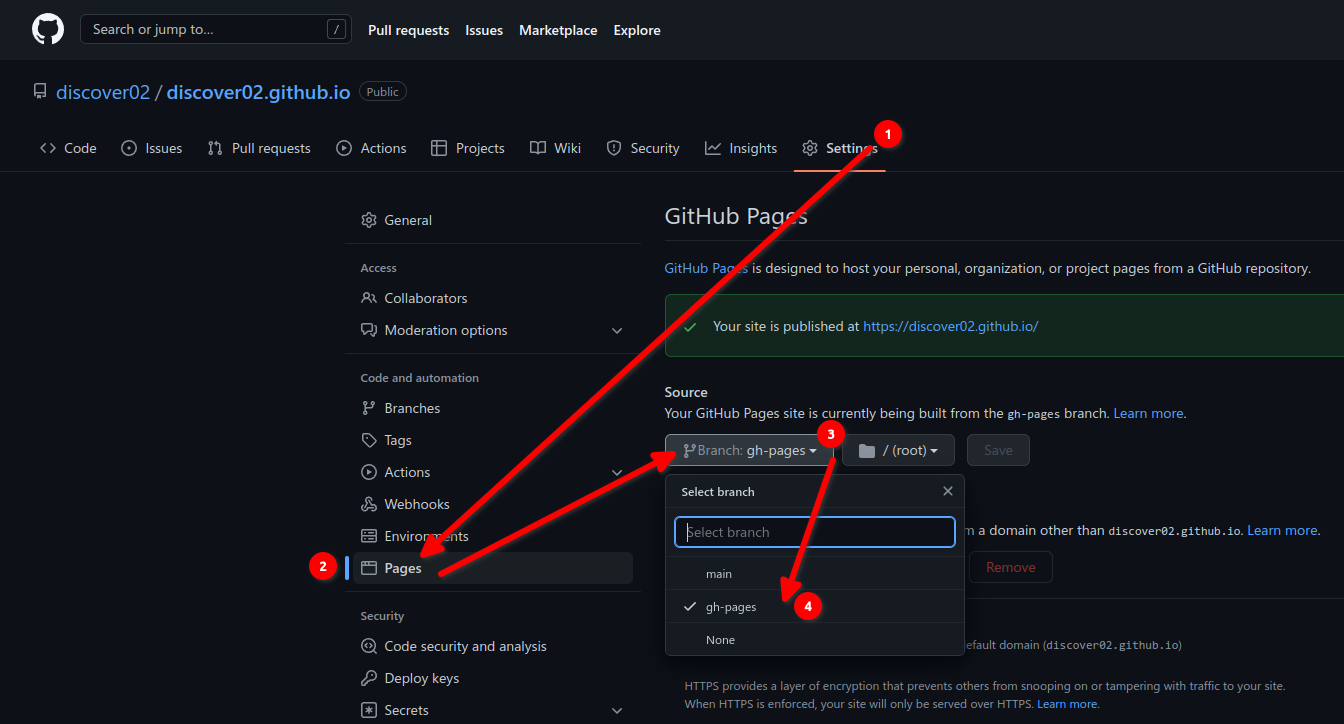 Search or jump to... /
Pull requests Issues Marketplace Explore
discover02 / discover02.github.io Public
Code Issues Pull requests Actions Projects Wiki Security Insights Settings
1
General
Access
Collaborators
Moderation options
Code and automation
Branches
Tags
Actions
Webhooks
Environments
2
Pages
Security
Code security and analysis
Deploy keys
Secrets
GitHub Pages
GitHub Pages is designed to host your personal, organization, or project pages from a GitHub repository.
Your site is published at https://discover02.github.io/
Source
Your GitHub Pages site is currently being built from the gh-pages branch. Learn more.
3
Branch: gh-pages / (root) Save
Select branch
Select branch
main
gh-pages
4
None
a domain other than discover02.github.io. Learn more.
Remove
default domain (discover02.github.io)
HTTPS provides a layer of encryption that prevents others from snooping on or tampering with traffic to your site.
When HTTPS is enforced, your site will only be served over HTTPS. Learn more.